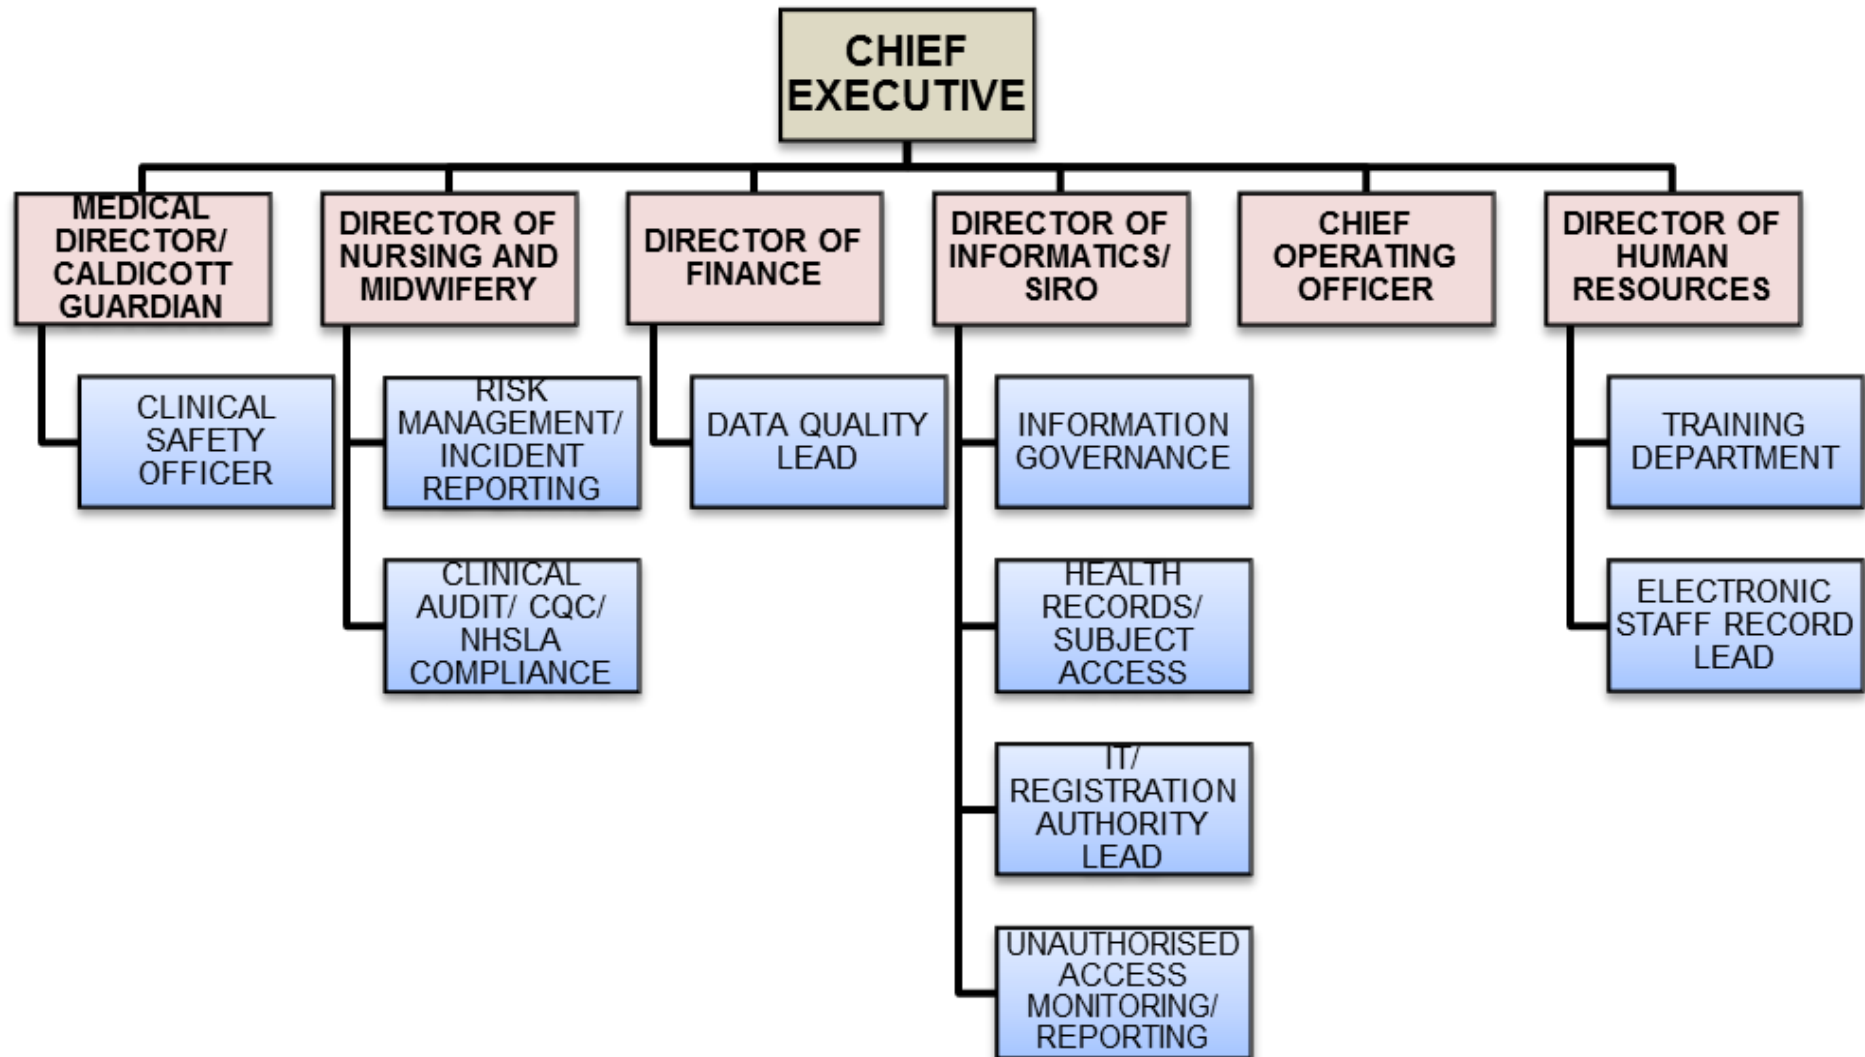 CHIEF
EXECUTIVE
MEDICAL
DIRECTOR/
CALDICOTT
GUARDIAN
DIRECTOR OF
NURSING AND
MIDWIFERY
DIRECTOR OF
FINANCE
DIRECTOR OF
INFORMATICS/
SIRO
CHIEF
OPERATING
OFFICER
DIRECTOR OF
HUMAN
RESOURCES
CLINICAL
SAFETY
OFFICER
RISK
MANAGEMENT/
INCIDENT
REPORTING
DATA QUALITY
LEAD
INFORMATION
GOVERNANCE
TRAINING
DEPARTMENT
CLINICAL
AUDIT/ CQC/
NHSLA
COMPLIANCE
HEALTH
RECORDS/
SUBJECT
ACCESS
ELECTRONIC
STAFF RECORD
LEAD
IT/
REGISTRATION
AUTHORITY
LEAD
UNAUTHORISED
ACCESS
MONITORING/
REPORTING